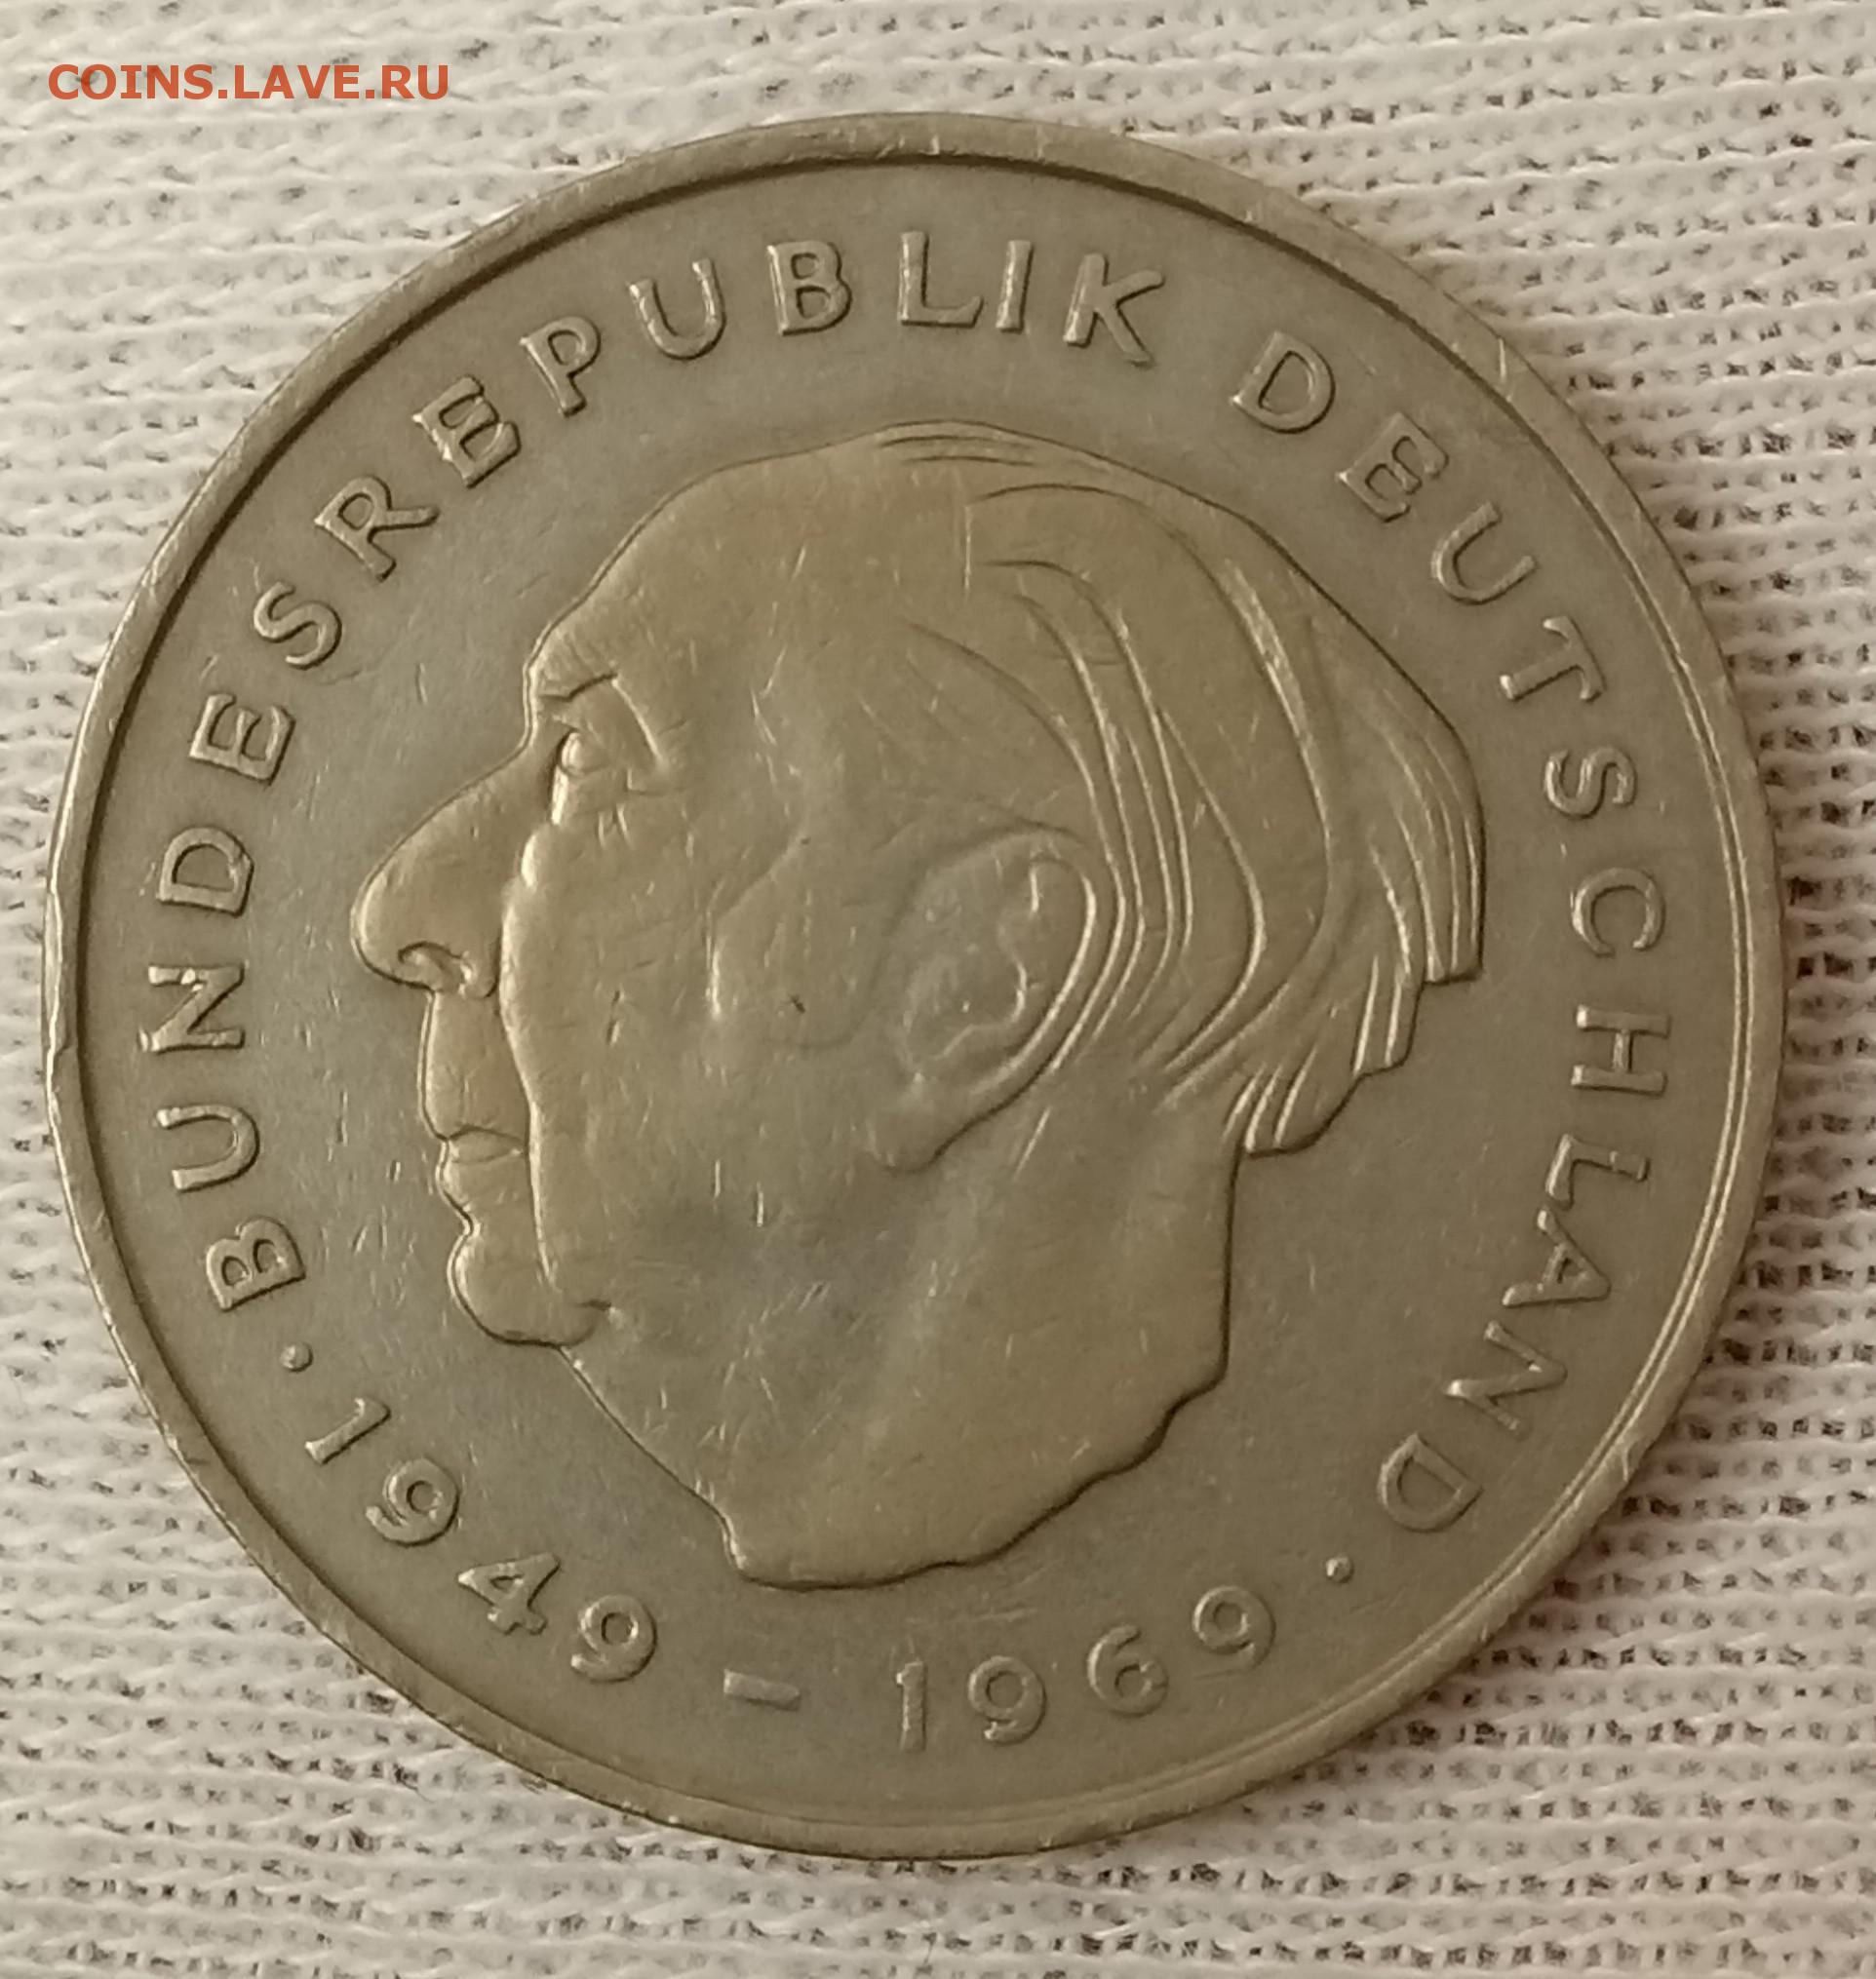 COINS.LAVE.RU
· BUNDESREPUBLIK DEUTSCHLAND ·
1949 – 1969